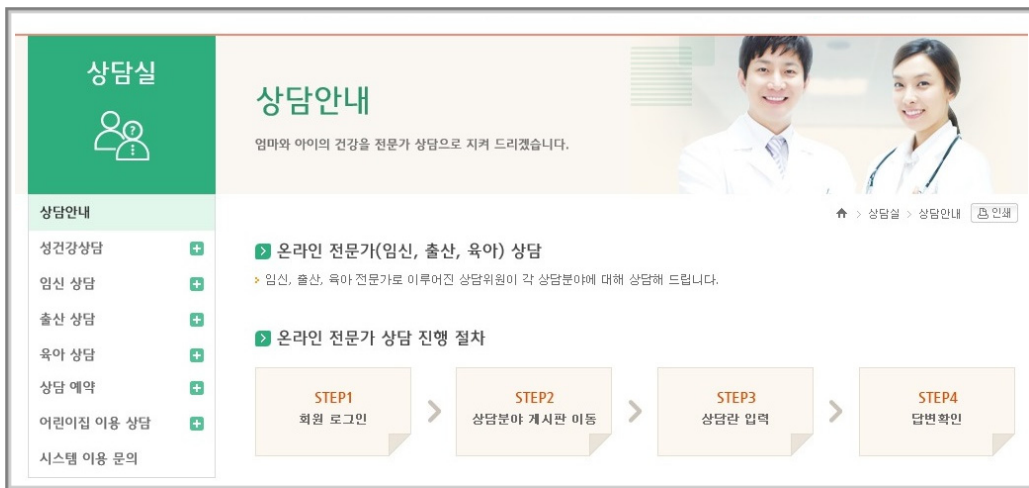 상담실
상담안내
엄마와 아이의 건강을 전문가 상담으로 지켜 드리겠습니다.
상담안내
성건강상담
임신 상담
출산 상담
육아 상담
상담 예약
어린이집 이용 상담
시스템 이용 문의
> 상담실 > 상담안내 인쇄
온라인 전문가(임신, 출산, 육아) 상담
임신, 출산, 육아 전문가로 이루어진 상담위원이 각 상담분야에 대해 상담해 드립니다.
온라인 전문가 상담 진행 절차
STEP1
회원 로그인
STEP2
상담분야 게시판 이동
STEP3
상담란 입력
STEP4
답변확인